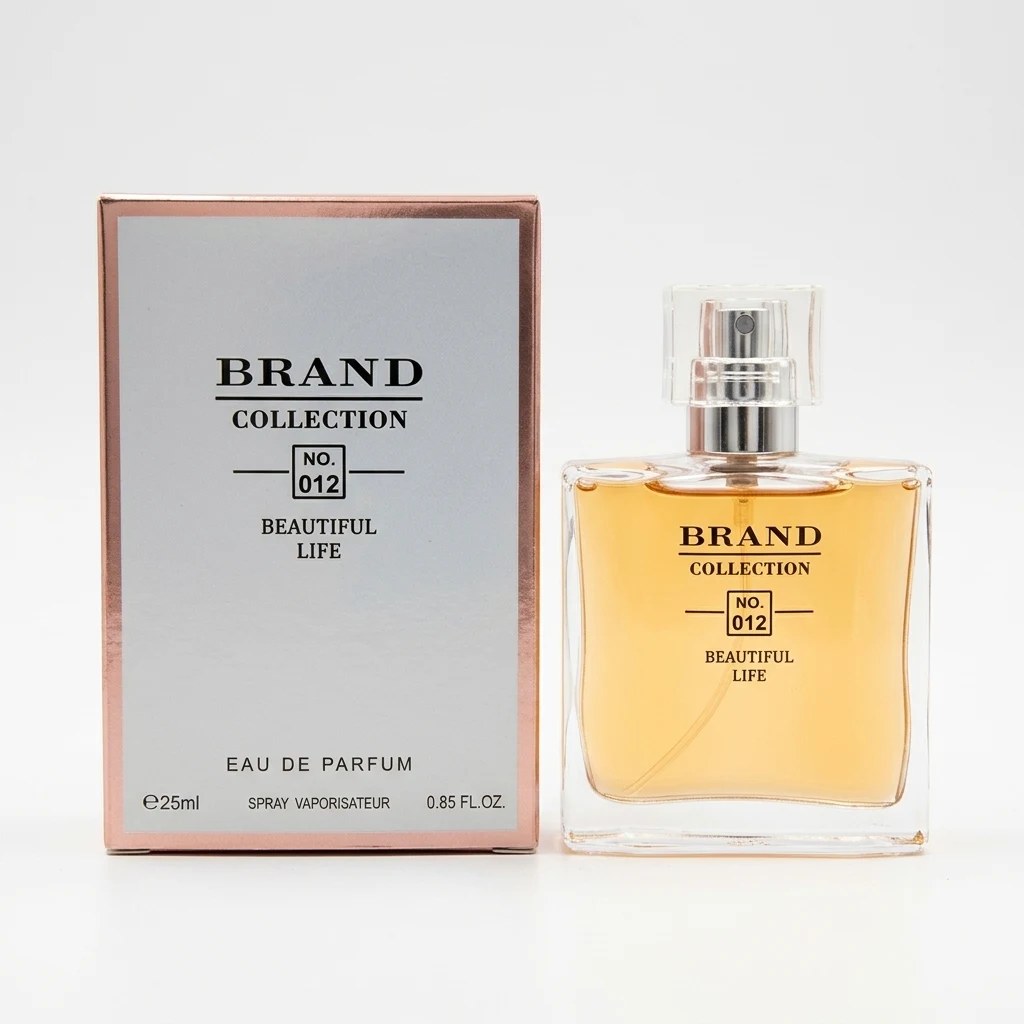 BRAND
COLLECTION
NO.
012
BEAUTIFUL
LIFE
EAU DE PARFUM
℮25ml SPRAY VAPORISATEUR 0.85 FL.OZ.
BRAND
COLLECTION
NO.
012
BEAUTIFUL
LIFE